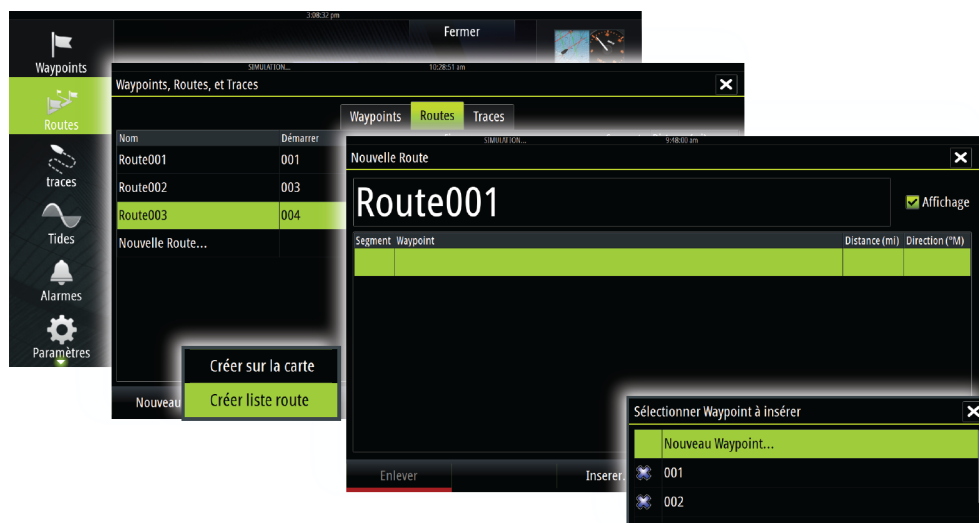 3:08:32 pm
Fermer
Waypoints
Routes
traces
Tides
Alarmes
Paramètres
SIMULATION...
10:28:51 am
Waypoints, Routes, et Traces
Waypoints Routes Traces
Nom Démarrer
Route001 001
Route002 003
Route003 004
Nouvelle Route...
Nouveau
Créer sur la carte
Créer liste route
SIMULATION...
9:48:00 am
Nouvelle Route
Route001
Affichage
Segment Waypoint Distance (mi) Direction (°M)
Enlever
Inserer.
Sélectionner Waypoint à insérer
Nouveau Waypoint...
001
002